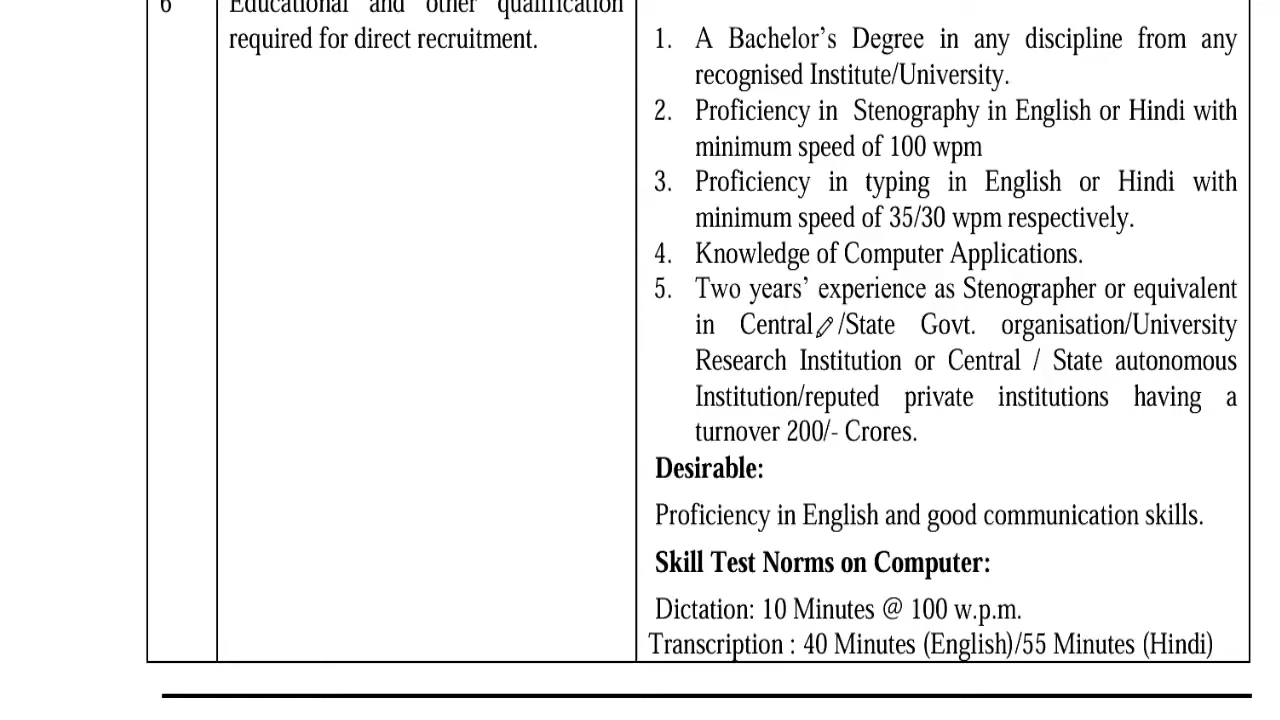 6
Educational and other qualification
required for direct recruitment.
1. A Bachelor’s Degree in any discipline from any
recognised Institute/University.
2. Proficiency in Stenography in English or Hindi with
minimum speed of 100 wpm
3. Proficiency in typing in English or Hindi with
minimum speed of 35/30 wpm respectively.
4. Knowledge of Computer Applications.
5. Two years’ experience as Stenographer or equivalent
in Central /State Govt. organisation/University
Research Institution or Central / State autonomous
Institution/reputed private institutions having a
turnover 200/- Crores.
Desirable:
Proficiency in English and good communication skills.
Skill Test Norms on Computer:
Dictation: 10 Minutes @ 100 w.p.m.
Transcription : 40 Minutes (English)/55 Minutes (Hindi)